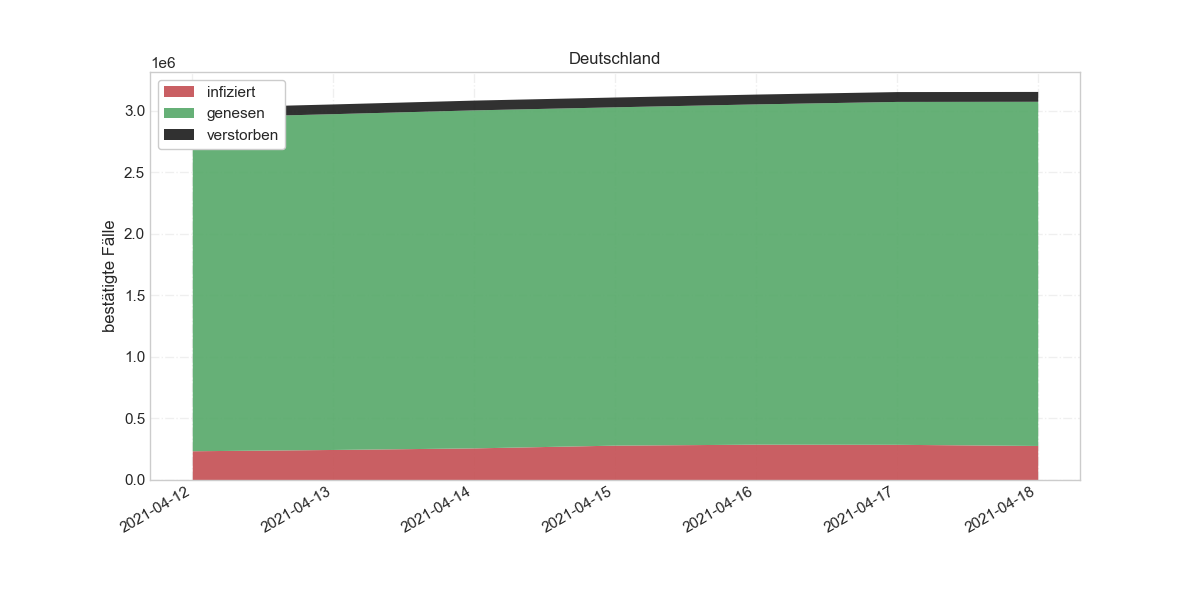 Deutschland
1e6
infiziert
genesen
verstorben
bestätigte Fälle
3.0
2.5
2.0
1.5
1.0
0.5
0.0
2021-04-12
2021-04-13
2021-04-14
2021-04-15
2021-04-16
2021-04-17
2021-04-18